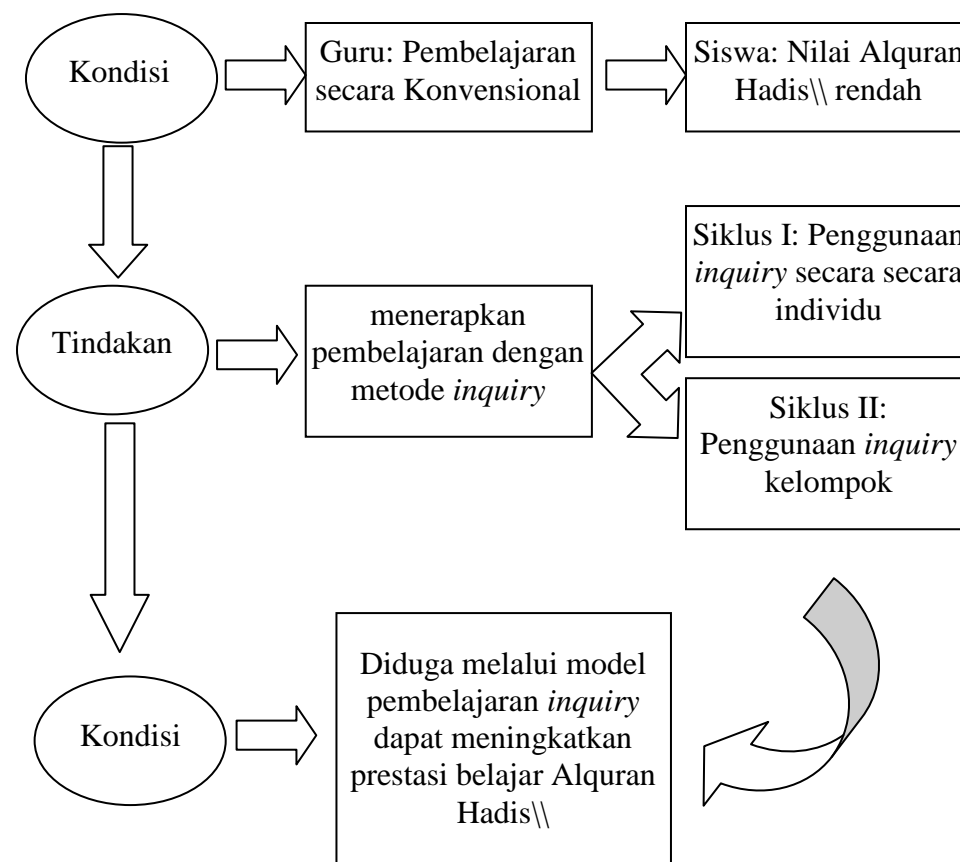 Kondisi
Guru: Pembelajaran
secara Konvensional
Siswa: Nilai Alquran
Hadis\\ rendah
Siklus I: Penggunaan
inquiry secara secara
individu
Tindakan
menerapkan
pembelajaran dengan
metode inquiry
Siklus II:
Penggunaan inquiry
kelompok
Kondisi
Diduga melalui model
pembelajaran inquiry
dapat meningkatkan
prestasi belajar Alquran
Hadis\\